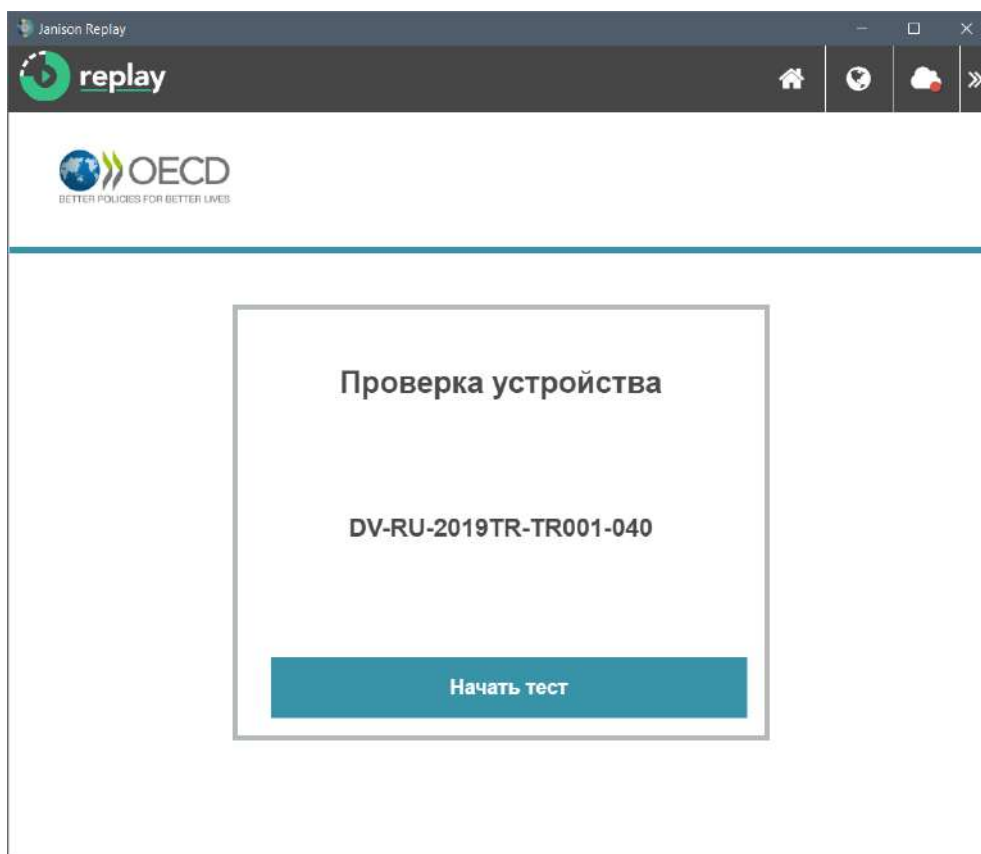 Janison Replay
replay
OECD
BETTER POLICIES FOR BETTER LIVES
Проверка устройства
DV-RU-2019TR-TR001-040
Начать тест